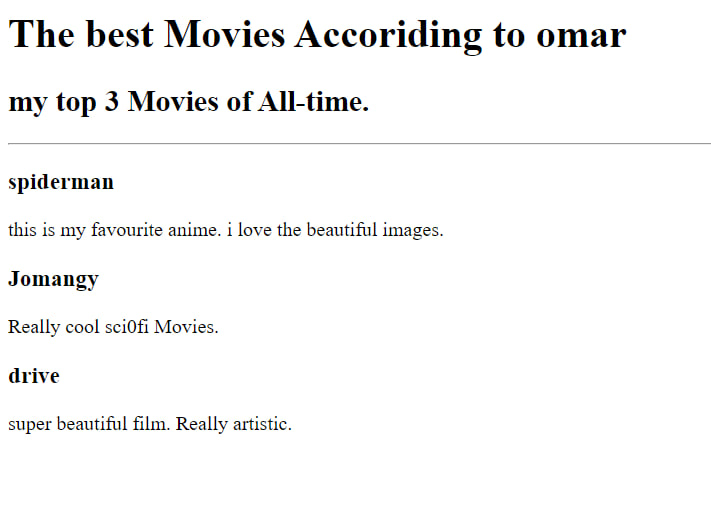 The best Movies Accoriding to omar
my top 3 Movies of All-time.
spiderman
this is my favourite anime. i love the beautiful images.
Jomangy
Really cool sci0fi Movies.
drive
super beautiful film. Really artistic.